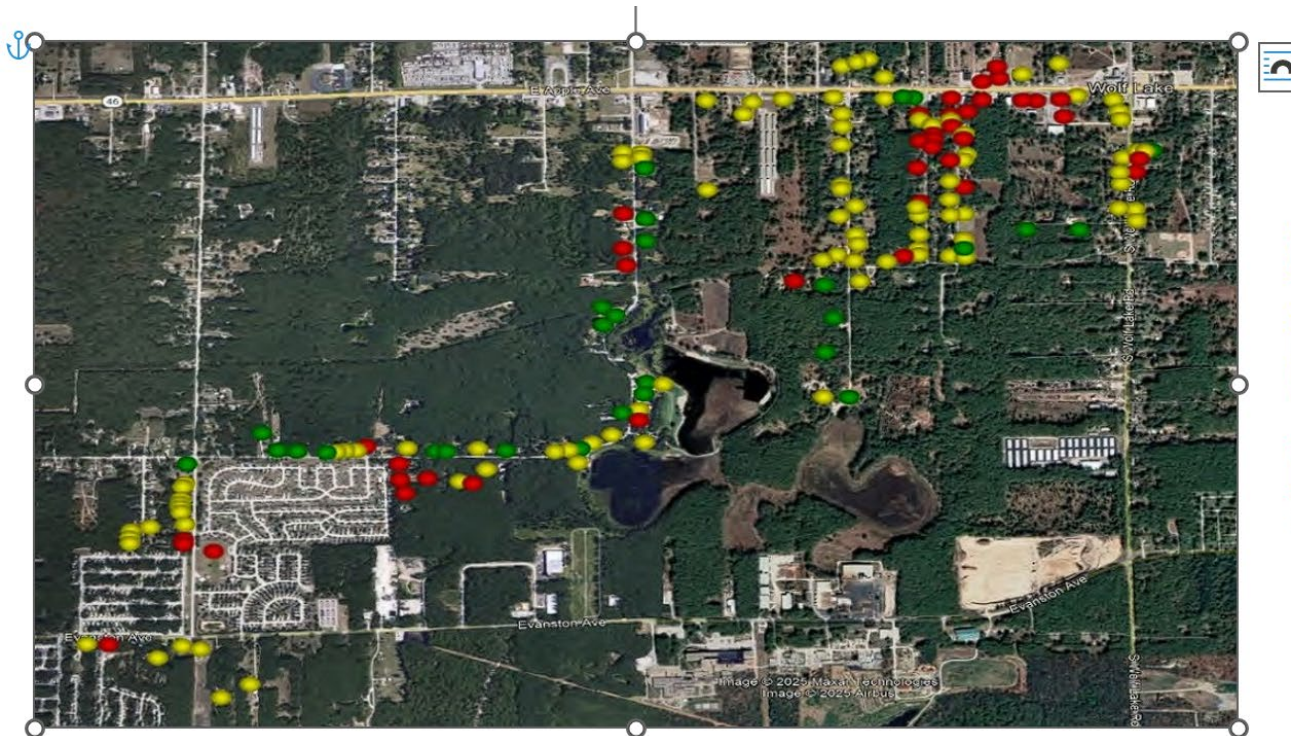 46
E Apple Ave
Wolf Lake
Evanston Ave
Evanston Ave
Evanston Ave
Image © 2025 Maxar Technologies
Image © 2025 Airbus